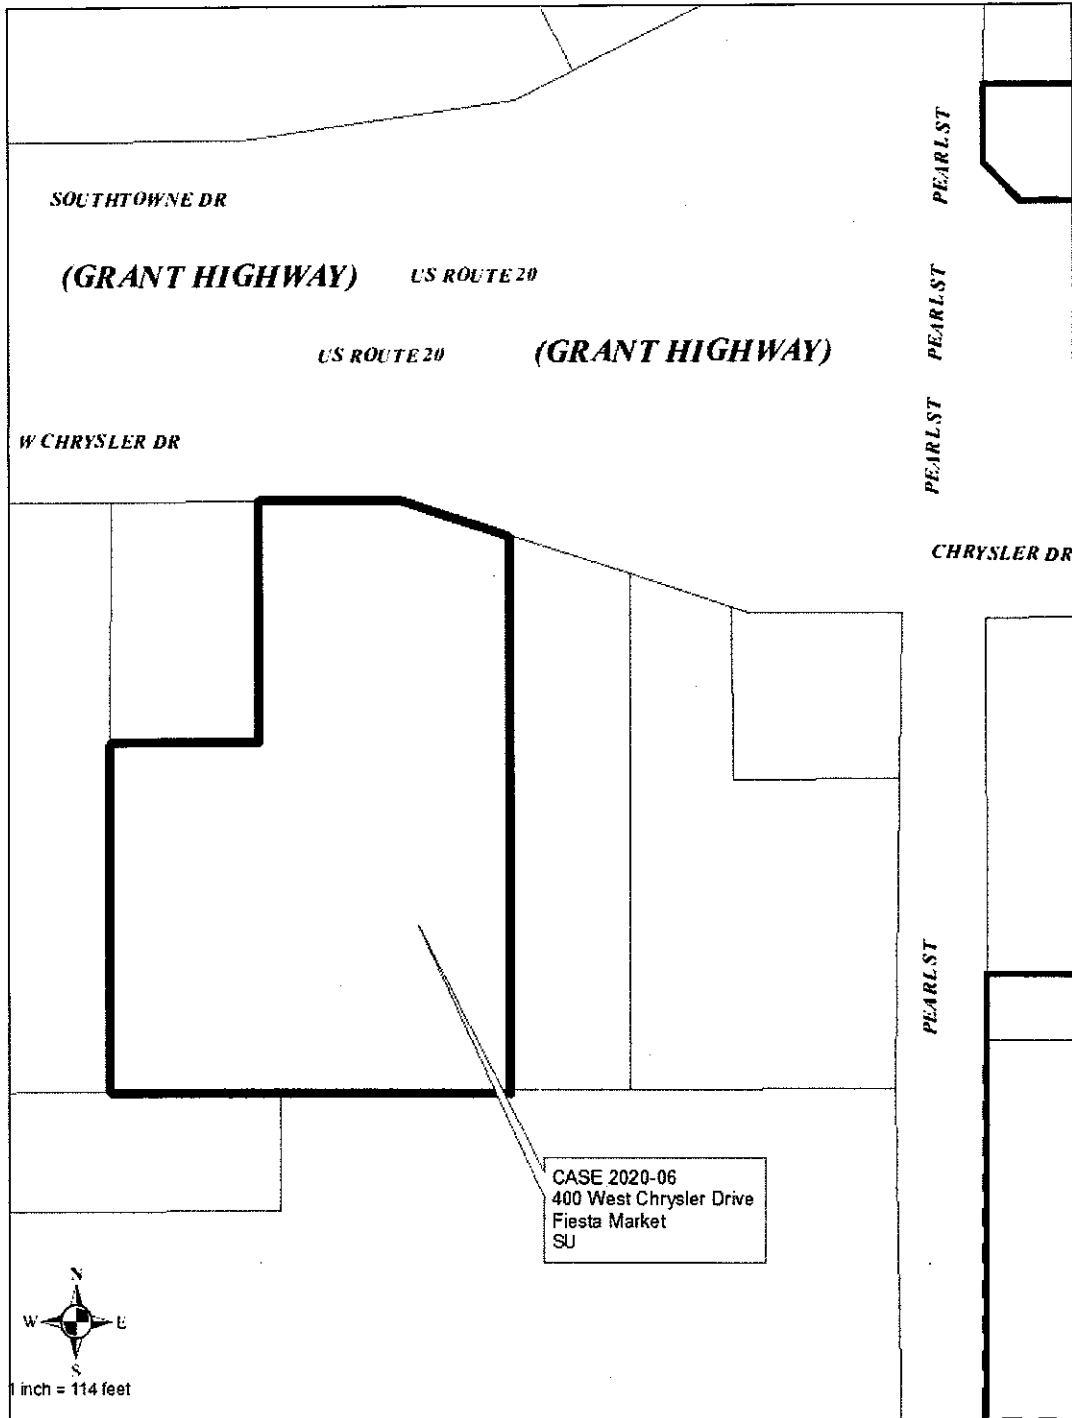 PEARL ST
SOUTHTOWNE DR
(GRANT HIGHWAY)
US ROUTE 20
PEARL ST
US ROUTE 20
(GRANT HIGHWAY)
PEARL ST
W CHRYSLER DR
CHRYSLER DR
PEARL ST
CASE 2020-06
400 West Chrysler Drive
Fiesta Market
SU
N
W
E
S
1 inch = 114 feet